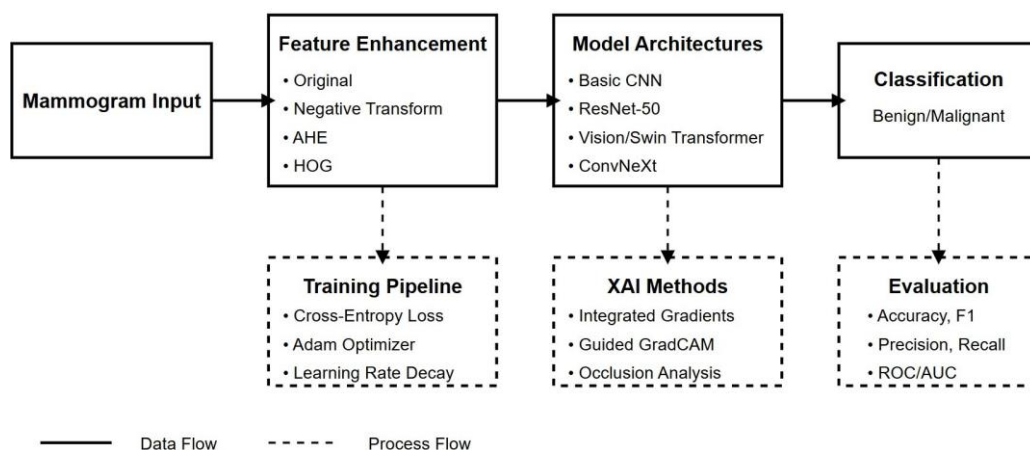 Mammogram Input
Feature Enhancement
• Original
• Negative Transform
• AHE
• HOG
Model Architectures
• Basic CNN
• ResNet-50
• Vision/Swin Transformer
• ConvNeXt
Classification
Benign/Malignant
Training Pipeline
• Cross-Entropy Loss
• Adam Optimizer
• Learning Rate Decay
XAI Methods
• Integrated Gradients
• Guided GradCAM
• Occlusion Analysis
Evaluation
• Accuracy, F1
• Precision, Recall
• ROC/AUC
Data Flow
Process Flow